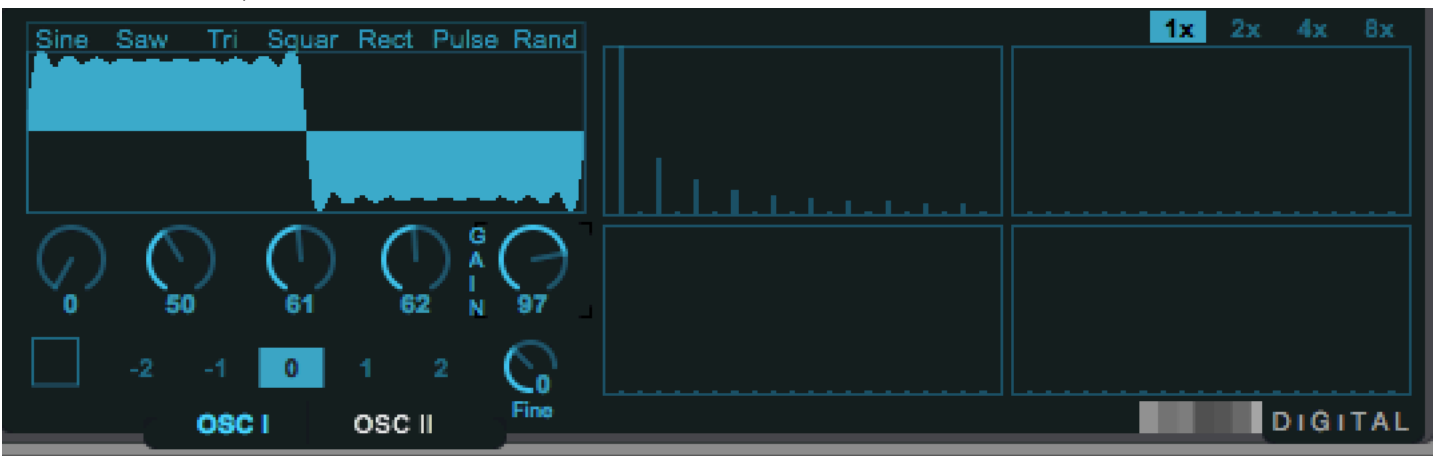 Sine Saw Tri Squar Rect Pulse Rand
1x 2x 4x 8x
GAIN
0 50 61 62 97
-2 -1 0 1 2
0
Fine
OSC I OSC II
DIGITAL